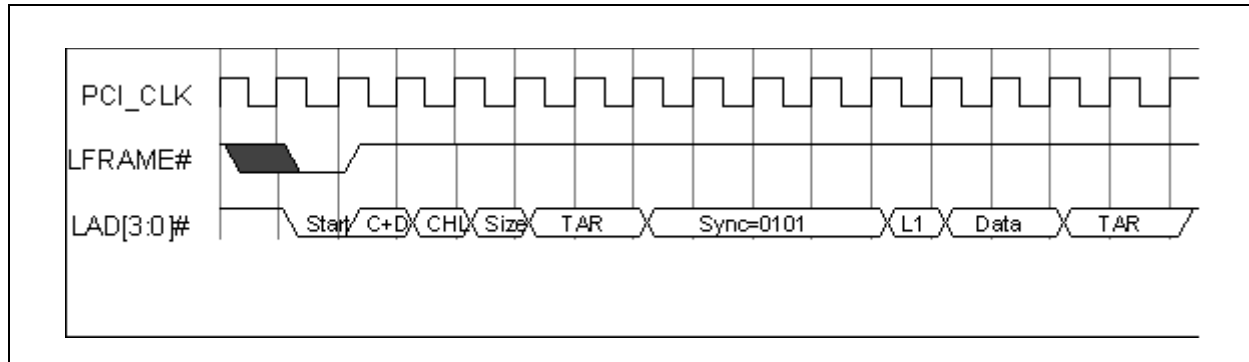 PCI_CLK
LFRAME#
LAD[3:0]# Start C+D CHL Size TAR Sync=0101 L1 Data TAR